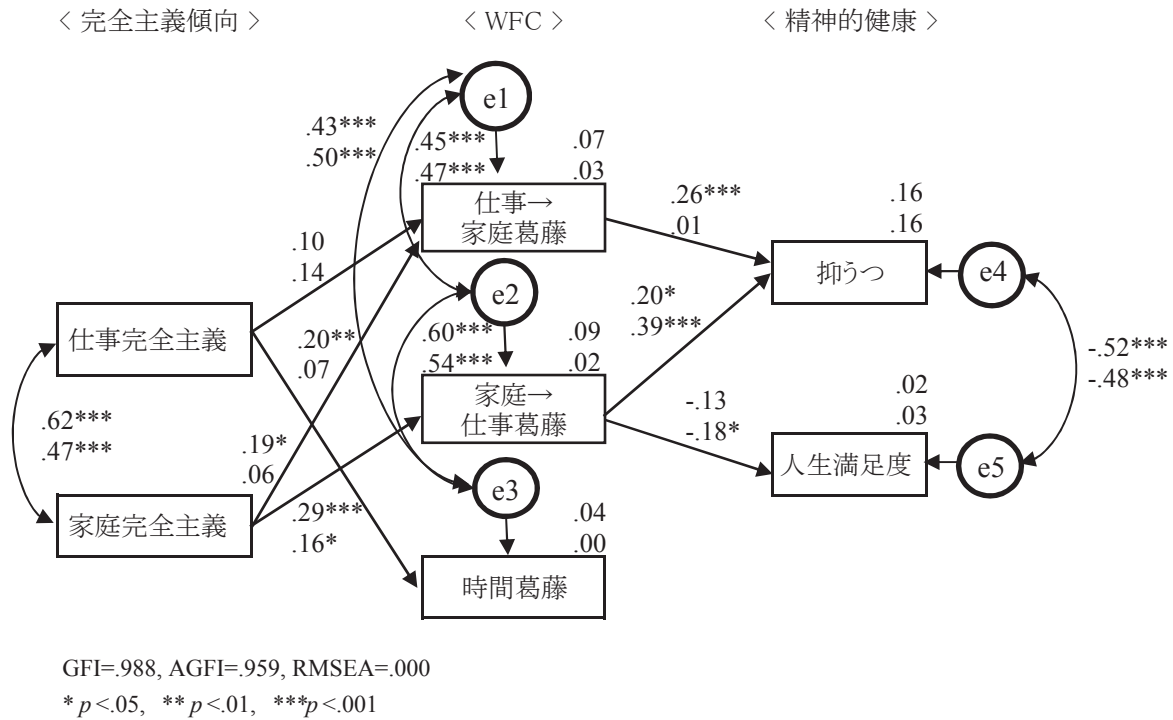 < 完全主義傾向 >
< WFC >
< 精神的健康 >
e1
.43***
.50***
.45***
.47***
.07
.03
仕事→
家庭葛藤
.26***
.01
.16
.16
抑うつ
e4
.10
.14
e2
.20*
.39***
仕事完全主義
.20**
.07
.60***
.54***
.09
.02
家庭→
仕事葛藤
-.52***
-.48***
-.13
-.18*
.02
.03
人生満足度
e5
.62***
.47***
.19*
.06
e3
家庭完全主義
.29***
.16*
.04
.00
時間葛藤
GFI=.988, AGFI=.959, RMSEA=.000
* p <.05, ** p <.01, ***p <.001